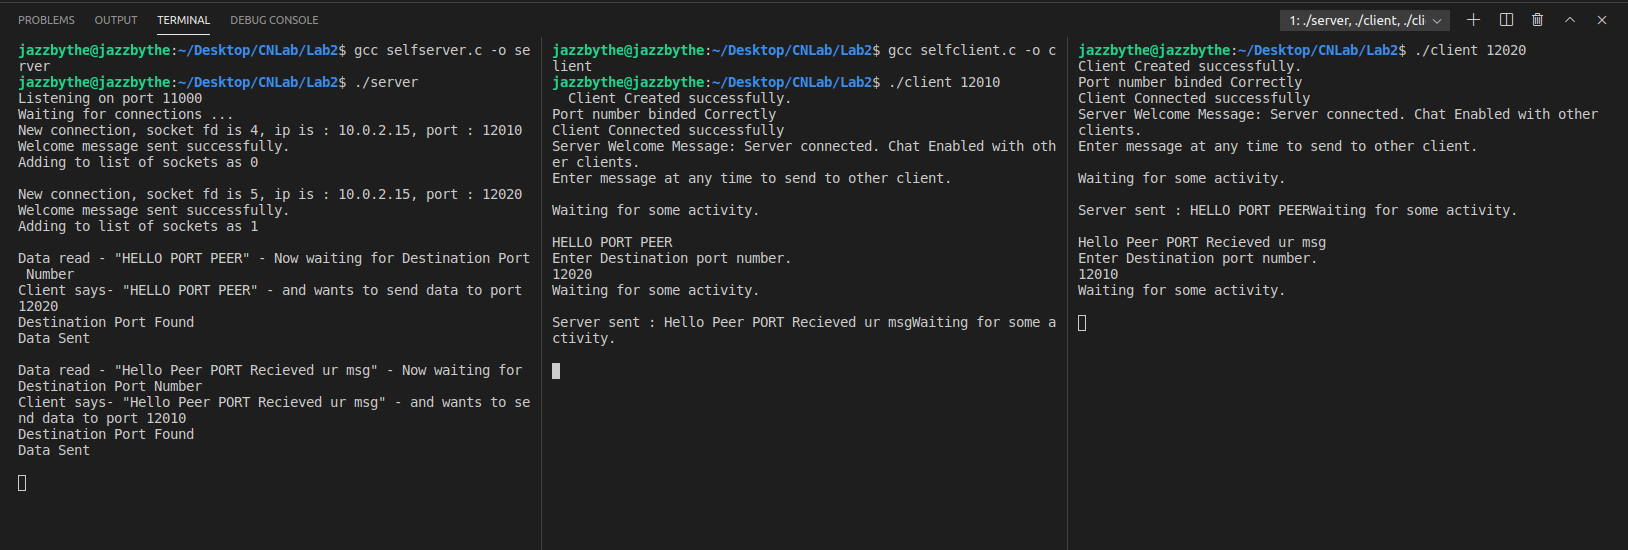 PROBLEMS OUTPUT TERMINAL DEBUG CONSOLE 1: ./server, ./client, ./cli
jazzbythe@jazzbythe:~/Desktop/CNLab/Lab2$ gcc selfserver.c -o se
rver
jazzbythe@jazzbythe:~/Desktop/CNLab/Lab2$ ./server
Listening on port 11000
Waiting for connections ...
New connection, socket fd is 4, ip is : 10.0.2.15, port : 12010
Welcome message sent successfully.
Adding to list of sockets as 0
New connection, socket fd is 5, ip is : 10.0.2.15, port : 12020
Welcome message sent successfully.
Adding to list of sockets as 1
Data read - "HELLO PORT PEER" - Now waiting for Destination Port
Number
Client says- "HELLO PORT PEER" - and wants to send data to port
12020
Destination Port Found
Data Sent
Data read - "Hello Peer PORT Recieved ur msg" - Now waiting for
Destination Port Number
Client says- "Hello Peer PORT Recieved ur msg" - and wants to se
nd data to port 12010
Destination Port Found
Data Sent
jazzbythe@jazzbythe:~/Desktop/CNLab/Lab2$ gcc selfclient.c -o c
lient
jazzbythe@jazzbythe:~/Desktop/CNLab/Lab2$ ./client 12010
Client Created successfully.
Port number binded Correctly
Client Connected successfully
Server Welcome Message: Server connected. Chat Enabled with oth
er clients.
Enter message at any time to send to other client.
Waiting for some activity.
HELLO PORT PEER
Enter Destination port number.
12020
Waiting for some activity.
Server sent : Hello Peer PORT Recieved ur msgWaiting for some a
ctivity.
jazzbythe@jazzbythe:~/Desktop/CNLab/Lab2$ ./client 12020
Client Created successfully.
Port number binded Correctly
Client Connected successfully
Server Welcome Message: Server connected. Chat Enabled with other
clients.
Enter message at any time to send to other client.
Waiting for some activity.
Server sent : HELLO PORT PEERWaiting for some activity.
Hello Peer PORT Recieved ur msg
Enter Destination port number.
12010
Waiting for some activity.